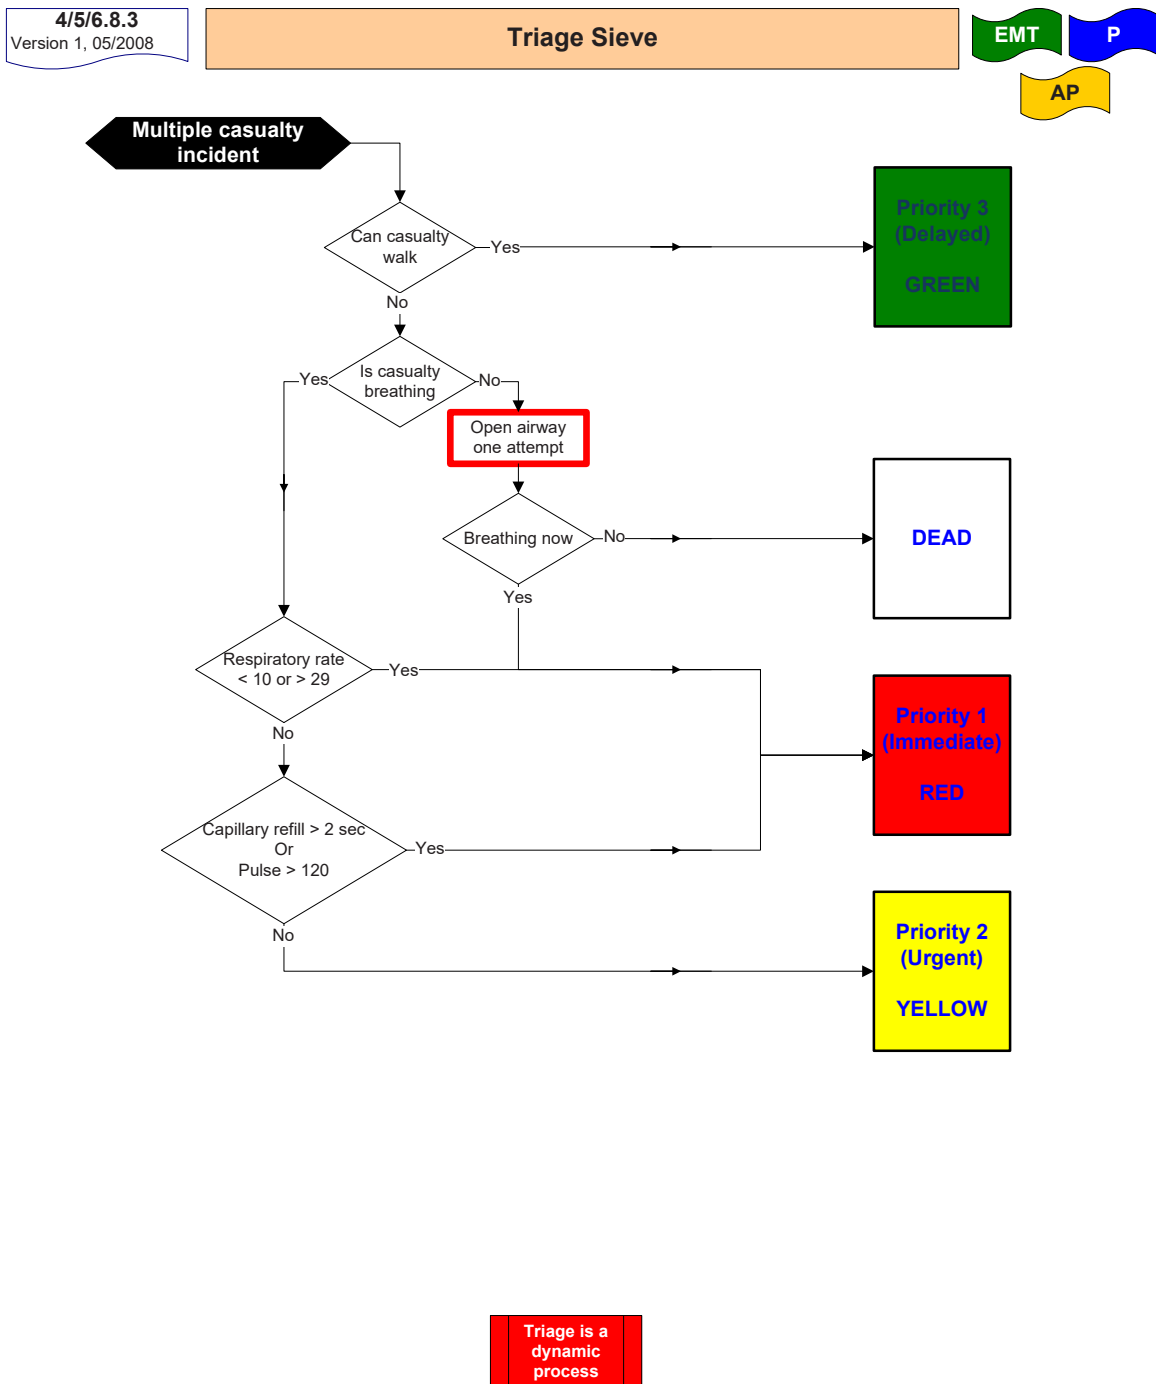 4/5/6.8.3
Version 1, 05/2008
Triage Sieve
EMT
P
AP
Multiple casualty
incident
Can casualty
walk
Yes
Priority 3
(Delayed)
GREEN
No
Is casualty
breathing
Yes
No
Open airway
one attempt
Breathing now
No
DEAD
Yes
Respiratory rate
< 10 or > 29
Yes
Priority 1
(Immediate)
RED
No
Capillary refill > 2 sec
Or
Pulse > 120
Yes
No
Priority 2
(Urgent)
YELLOW
Triage is a
dynamic
process